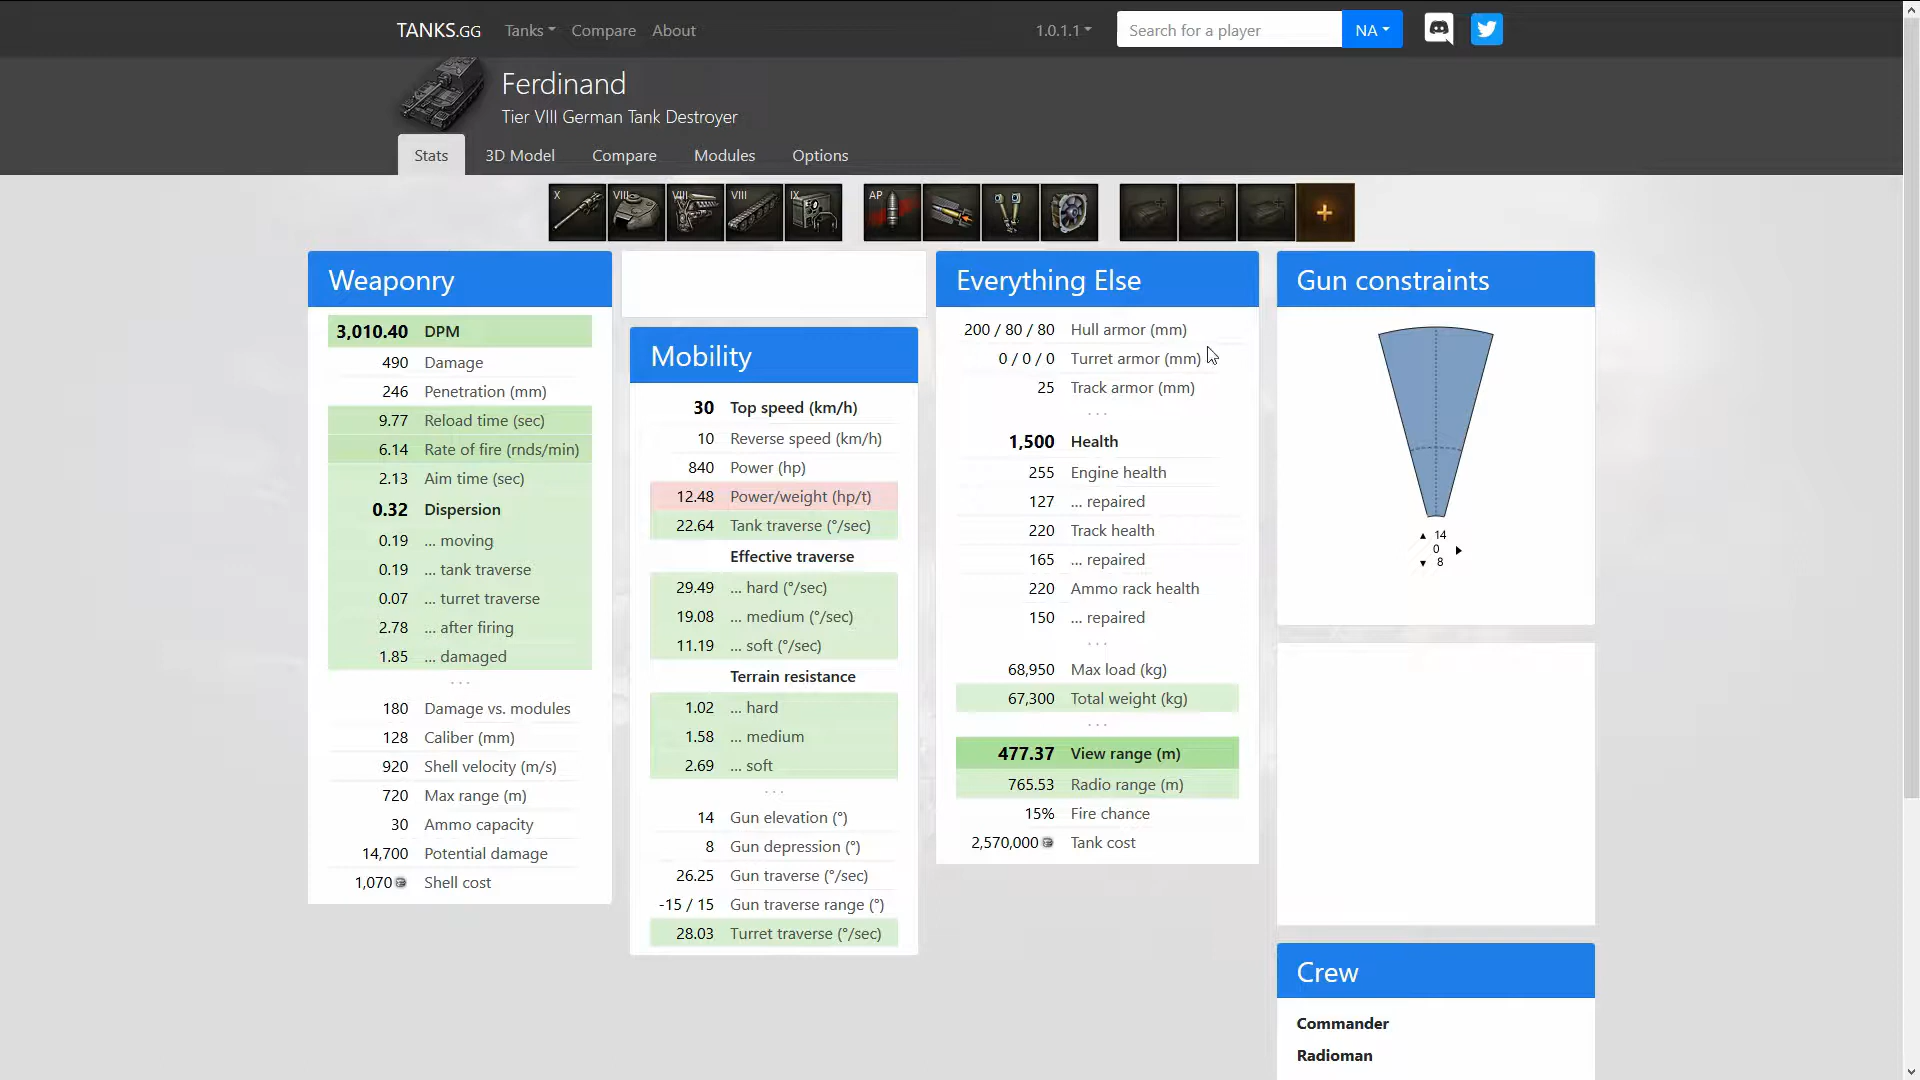 TANKS.GG
Tanks
Compare
About
1.0.1.1
Search for a player
NA
Ferdinand
Tier VIII German Tank Destroyer
Stats
3D Model
Compare
Modules
Options
X
VIII
VIII
VIII
IX
AP
Weaponry
3,010.40 DPM
490 Damage
246 Penetration (mm)
9.77 Reload time (sec)
6.14 Rate of fire (rnds/min)
2.13 Aim time (sec)
0.32 Dispersion
0.19 ... moving
0.19 ... tank traverse
0.07 ... turret traverse
2.78 ... after firing
1.85 ... damaged
...
180 Damage vs. modules
128 Caliber (mm)
920 Shell velocity (m/s)
720 Max range (m)
30 Ammo capacity
14,700 Potential damage
1,070 Shell cost
Mobility
30 Top speed (km/h)
10 Reverse speed (km/h)
840 Power (hp)
12.48 Power/weight (hp/t)
22.64 Tank traverse (°/sec)
Effective traverse
29.49 ... hard (°/sec)
19.08 ... medium (°/sec)
11.19 ... soft (°/sec)
Terrain resistance
1.02 ... hard
1.58 ... medium
2.69 ... soft
...
14 Gun elevation (°)
8 Gun depression (°)
26.25 Gun traverse (°/sec)
-15 / 15 Gun traverse range (°)
28.03 Turret traverse (°/sec)
Everything Else
200 / 80 / 80 Hull armor (mm)
0 / 0 / 0 Turret armor (mm)
25 Track armor (mm)
...
1,500 Health
255 Engine health
127 ... repaired
220 Track health
165 ... repaired
220 Ammo rack health
150 ... repaired
...
68,950 Max load (kg)
67,300 Total weight (kg)
...
477.37 View range (m)
765.53 Radio range (m)
15% Fire chance
2,570,000 Tank cost
Gun constraints
▲ 14
0 ▶
▼ 8
Crew
Commander
Radioman